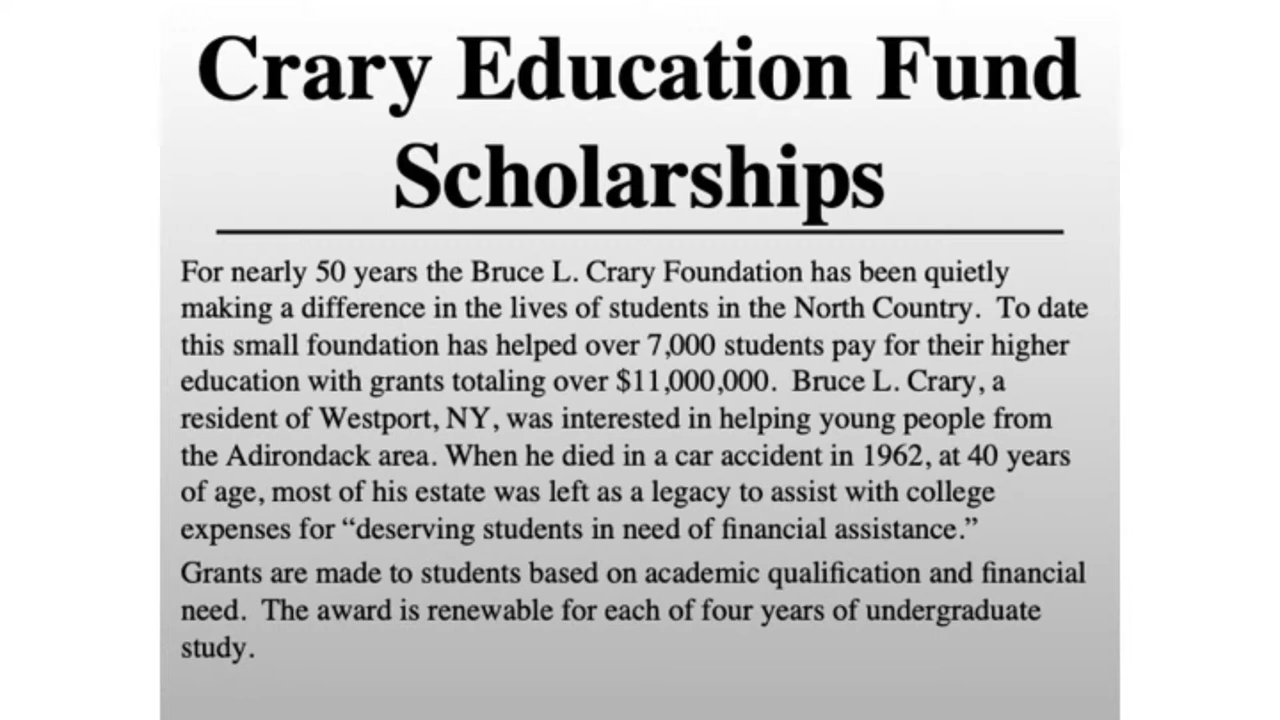 Crary Education Fund
Scholarships
For nearly 50 years the Bruce L. Crary Foundation has been quietly
making a difference in the lives of students in the North Country.  To date
this small foundation has helped over 7,000 students pay for their higher
education with grants totaling over $11,000,000.  Bruce L. Crary, a
resident of Westport, NY, was interested in helping young people from
the Adirondack area. When he died in a car accident in 1962, at 40 years
of age, most of his estate was left as a legacy to assist with college
expenses for “deserving students in need of financial assistance.”
Grants are made to students based on academic qualification and financial
need.  The award is renewable for each of four years of undergraduate
study.